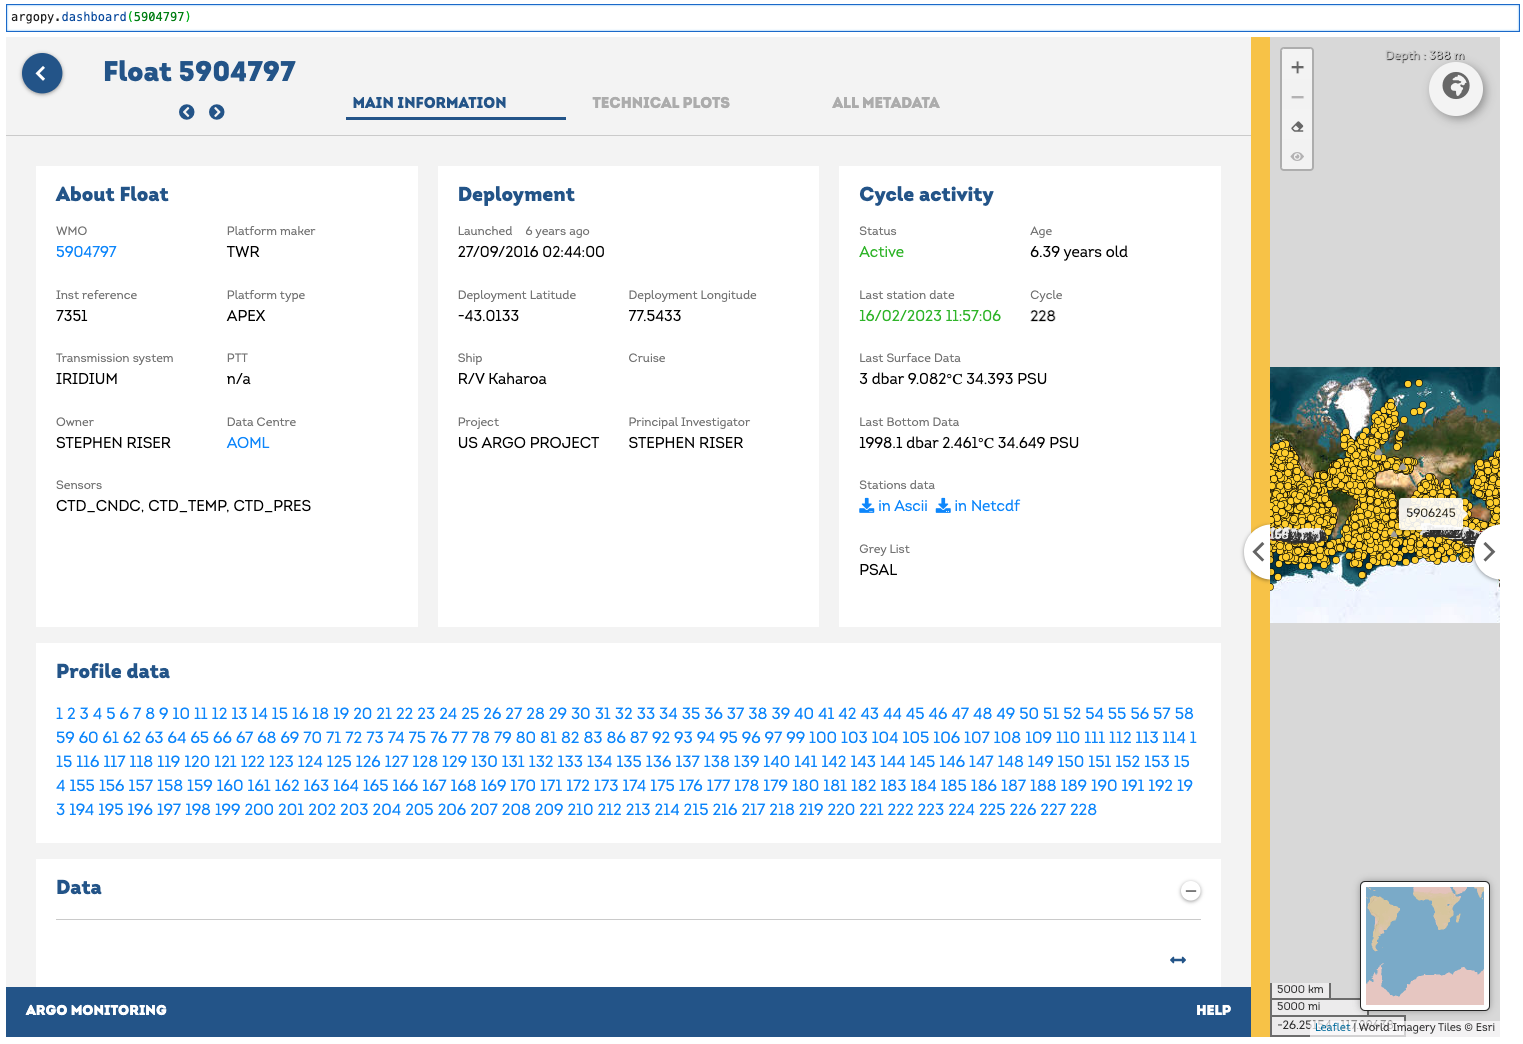 argopy.dashboard(5904797)
Float 5904797
MAIN INFORMATION
TECHNICAL PLOTS
ALL METADATA
About Float
WMO
Platform maker
5904797
TWR
Inst reference
Platform type
7351
APEX
Transmission system
PTT
IRIDIUM
n/a
Owner
Data Centre
STEPHEN RISER
AOML
Sensors
CTD_CNDC, CTD_TEMP, CTD_PRES
Deployment
Launched 6 years ago
27/09/2016 02:44:00
Deployment Latitude
Deployment Longitude
-43.0133
77.5433
Ship
Cruise
R/V Kaharoa
Project
Principal Investigator
US ARGO PROJECT
STEPHEN RISER
Cycle activity
Status
Age
Active
6.39 years old
Last station date
Cycle
16/02/2023 11:57:06
228
Last Surface Data
3 dbar 9.082°C 34.393 PSU
Last Bottom Data
1998.1 dbar 2.461°C 34.649 PSU
Stations data
in Ascii in Netcdf
Grey List
PSAL
Profile data
1 2 3 4 5 6 7 8 9 10 11 12 13 14 15 16 18 19 20 21 22 23 24 25 26 27 28 29 30 31 32 33 34 35 36 37 38 39 40 41 42 43 44 45 46 47 48 49 50 51 52 54 55 56 57 58
59 60 61 62 63 64 65 66 67 68 69 70 71 72 73 74 75 76 77 78 79 80 81 82 83 86 87 92 93 94 95 96 97 99 100 103 104 105 106 107 108 109 110 111 112 113 114 1
15 116 117 118 119 120 121 122 123 124 125 126 127 128 129 130 131 132 133 134 135 136 137 138 139 140 141 142 143 144 145 146 147 148 149 150 151 152 153 15
4 155 156 157 158 159 160 161 162 163 164 165 166 167 168 169 170 171 172 173 174 175 176 177 178 179 180 181 182 183 184 185 186 187 188 189 190 191 192 19
3 194 195 196 197 198 199 200 201 202 203 204 205 206 207 208 209 210 212 213 214 215 216 217 218 219 220 221 222 223 224 225 226 227 228
Data
ARGO MONITORING
HELP
Depth : 388 m
5906245
5000 km
5000 mi
Leaflet | World Imagery Tiles © Esri